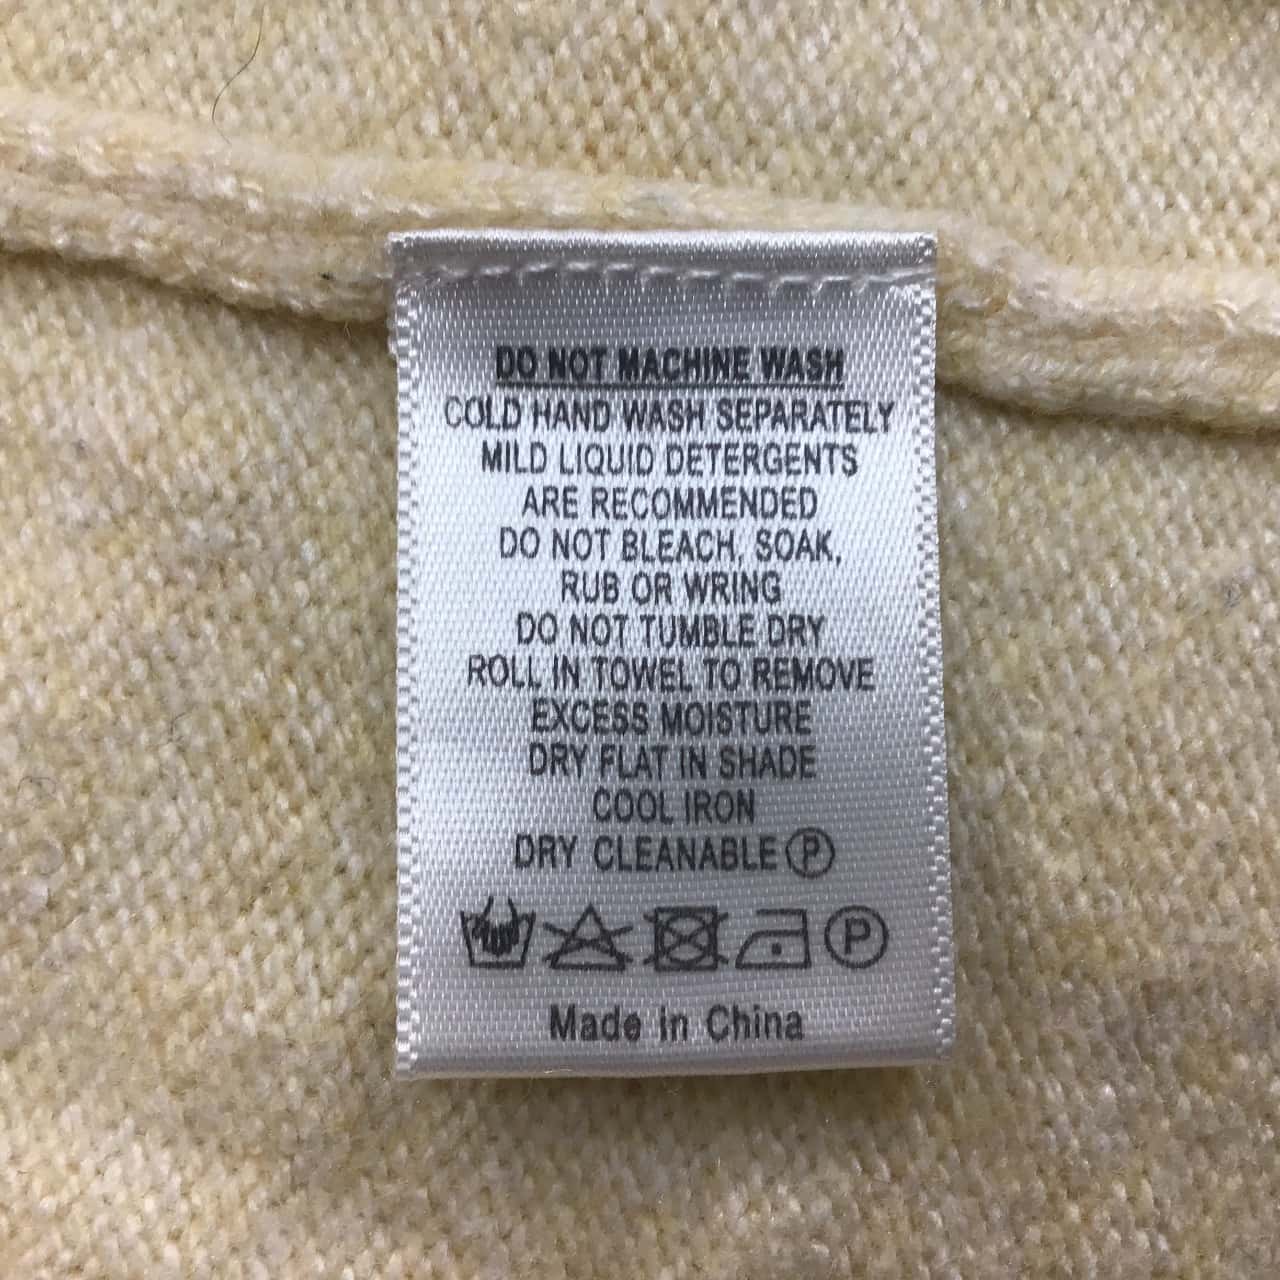 DO NOT MACHINE WASH
COLD HAND WASH SEPARATELY
MILD LIQUID DETERGENTS
ARE RECOMMENDED
DO NOT BLEACH, SOAK,
RUB OR WRING
DO NOT TUMBLE DRY
ROLL IN TOWEL TO REMOVE
EXCESS MOISTURE
DRY FLAT IN SHADE
COOL IRON
DRY CLEANABLE Ⓟ
Ⓟ
Made in China